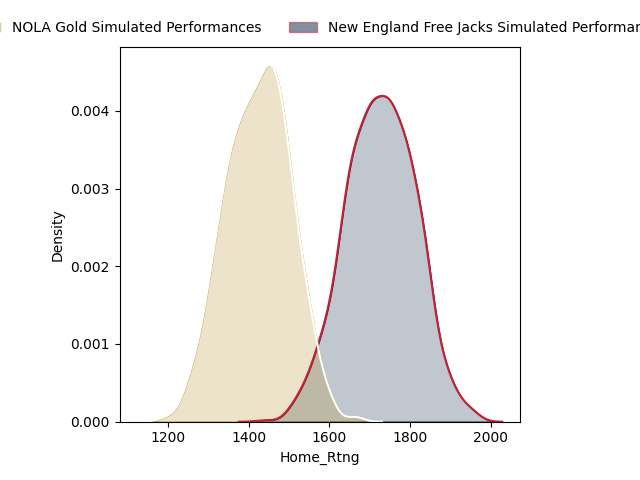 NOLA Gold Simulated Performances New England Free Jacks Simulated
0.004
0.003
0.002
0.001
0.000
Density
1200 1400 1600 1800 2000
Home_Rtng